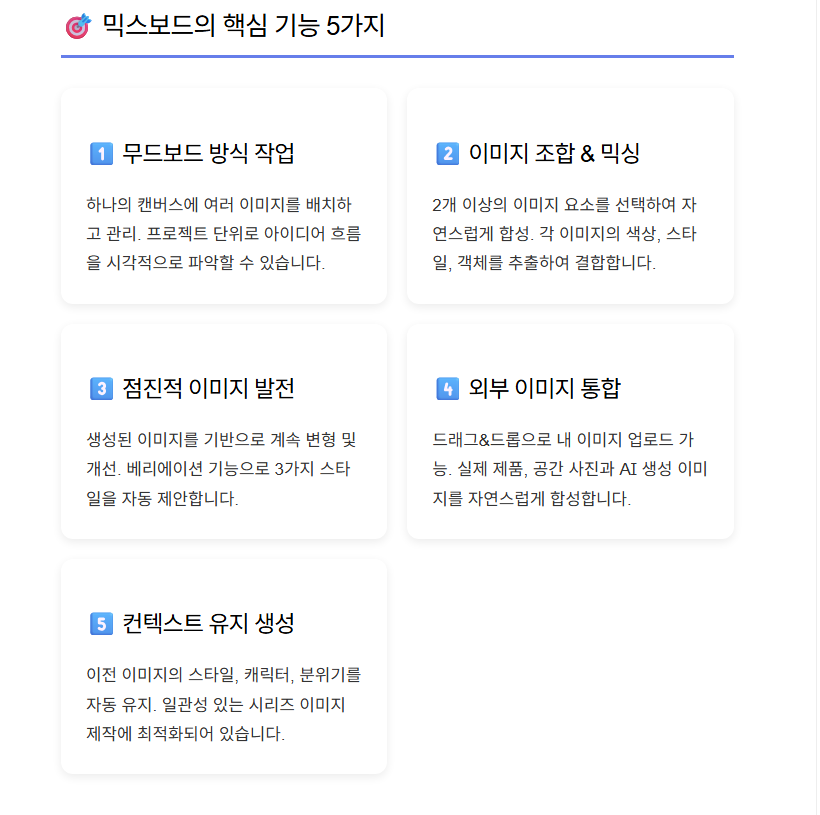 🎯 믹스보드의 핵심 기능 5가지
1️⃣ 무드보드 방식 작업
하나의 캔버스에 여러 이미지를 배치하
고 관리. 프로젝트 단위로 아이디어 흐름
을 시각적으로 파악할 수 있습니다.
2️⃣ 이미지 조합 & 믹싱
2개 이상의 이미지 요소를 선택하여 자
연스럽게 합성. 각 이미지의 색상, 스타
일, 객체를 추출하여 결합합니다.
3️⃣ 점진적 이미지 발전
생성된 이미지를 기반으로 계속 변형 및
개선. 베리에이션 기능으로 3가지 스타
일을 자동 제안합니다.
4️⃣ 외부 이미지 통합
드래그&드롭으로 내 이미지 업로드 가
능. 실제 제품, 공간 사진과 AI 생성 이미
지를 자연스럽게 합성합니다.
5️⃣ 컨텍스트 유지 생성
이전 이미지의 스타일, 캐릭터, 분위기를
자동 유지. 일관성 있는 시리즈 이미지
제작에 최적화되어 있습니다.